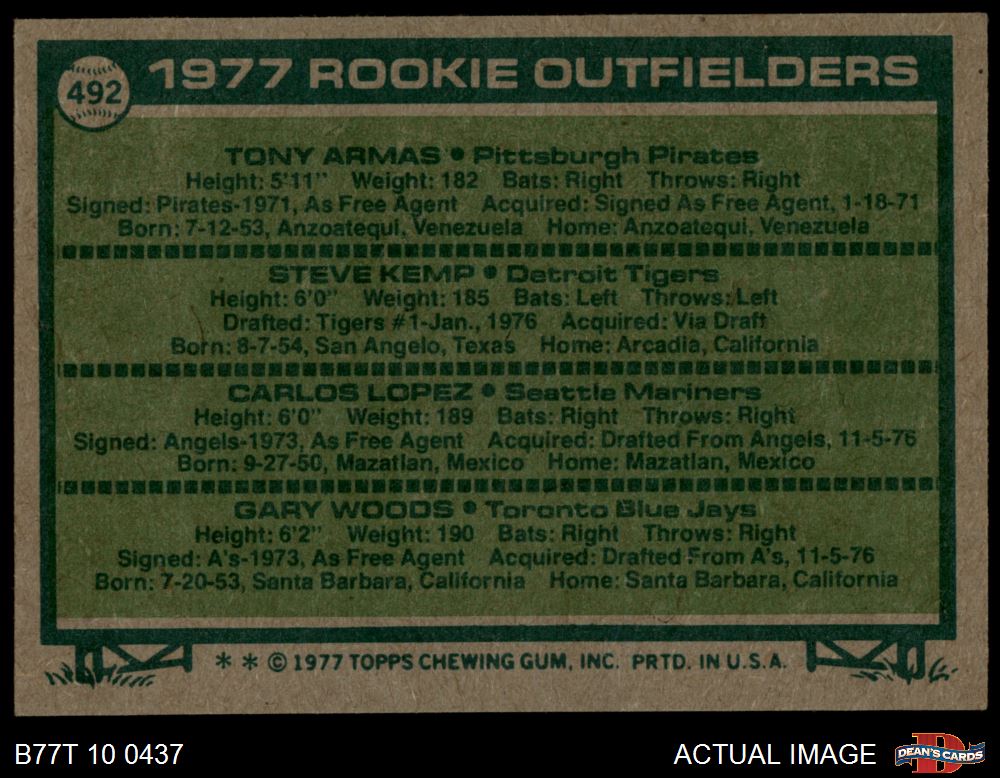 492
1977 ROOKIE OUTFIELDERS
TONY ARMAS • Pittsburgh Pirates
Height: 5'11" Weight: 182 Bats: Right Throws: Right
Signed: Pirates-1971, As Free Agent Acquired: Signed As Free Agent, 1-18-71
Born: 7-12-53, Anzoatequi, Venezuela Home: Anzoatequi, Venezuela
STEVE KEMP • Detroit Tigers
Height: 6'0" Weight: 185 Bats: Left Throws: Left
Drafted: Tigers #1-Jan., 1976 Acquired: Via Draft
Born: 8-7-54, San Angelo, Texas Home: Arcadia, California
CARLOS LOPEZ • Seattle Mariners
Height: 6'0" Weight: 189 Bats: Right Throws: Right
Signed: Angels-1973, As Free Agent Acquired: Drafted From Angels, 11-5-76
Born: 9-27-50, Mazatlan, Mexico Home: Mazatlan, Mexico
GARY WOODS • Toronto Blue Jays
Height: 6'2" Weight: 190 Bats: Right Throws: Right
Signed: A's-1973, As Free Agent Acquired: Drafted From A's, 11-5-76
Born: 7-20-53, Santa Barbara, California Home: Santa Barbara, California
* * © 1977 TOPPS CHEWING GUM, INC. PRTD. IN U.S.A.
B77T 10 0437
ACTUAL IMAGE
DEAN'S CARDS